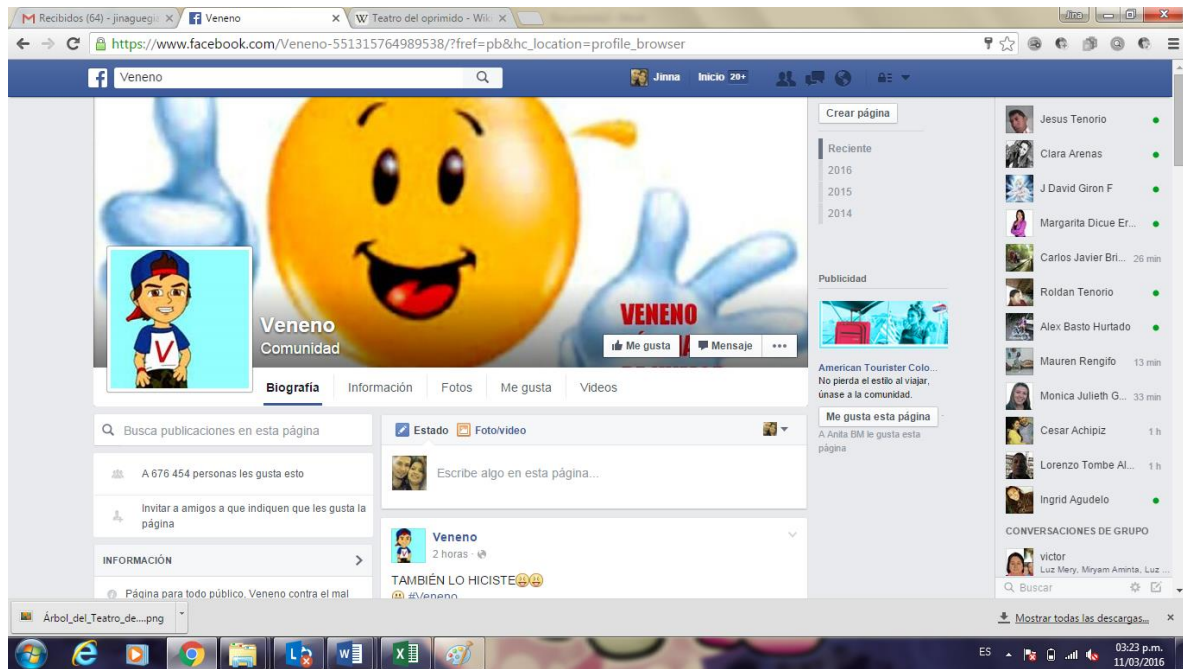 Recibidos (64) - jinaguegi
Veneno
Teatro del oprimido - Wiki
Jina
https://www.facebook.com/Veneno-551315764989538/?fref=pb&hc_location=profile_browser
Veneno
Jinna
Inicio 20+
VENENO
Veneno
Comunidad
Me gusta
Mensaje
Biografía
Información
Fotos
Me gusta
Videos
Busca publicaciones en esta página
A 676 454 personas les gusta esto
Invitar a amigos a que indiquen que les gusta la
página
INFORMACIÓN
Página para todo público. Veneno contra el mal
Estado
Foto/video
Escribe algo en esta página...
Veneno
2 horas
TAMBIÉN LO HICISTE
#Veneno
Crear página
Reciente
2016
2015
2014
Publicidad
American Tourister Colo...
No pierda el estilo al viajar,
únase a la comunidad.
Me gusta esta página
A Anita BM le gusta esta
página
Jesus Tenorio
Clara Arenas
J David Giron F
Margarita Dicue Er...
Carlos Javier Bri... 26 min
Roldan Tenorio
Alex Basto Hurtado
Mauren Rengifo 13 min
Monica Julieth G... 33 min
Cesar Achipiz 1 h
Lorenzo Tombe Al... 1 h
Ingrid Agudelo
CONVERSACIONES DE GRUPO
victor
Luz Mery, Miryam Aminta, Luz ...
Buscar
Árbol_del_Teatro_de....png
Mostrar todas las descargas...
ES
03:23 p.m.
11/03/2016